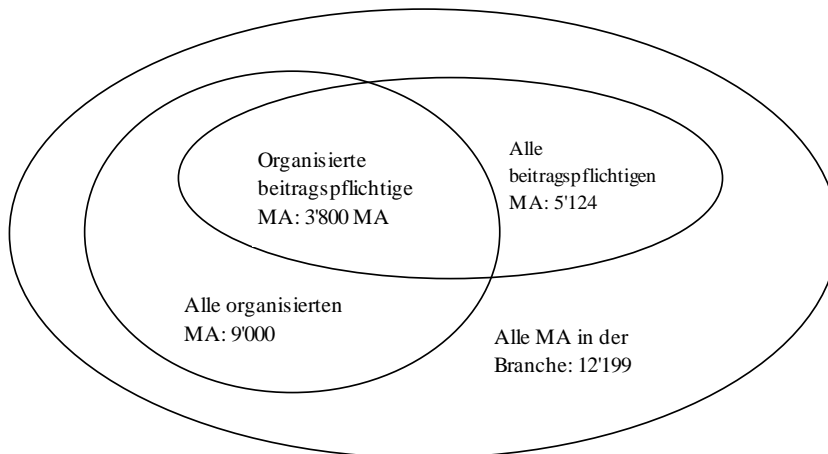 Organisierte
beitragspflichtige
MA: 3'800 MA
Alle
beitragspflichtigen
MA: 5'124
Alle organisierten
MA: 9'000
Alle MA in der
Branche: 12'199